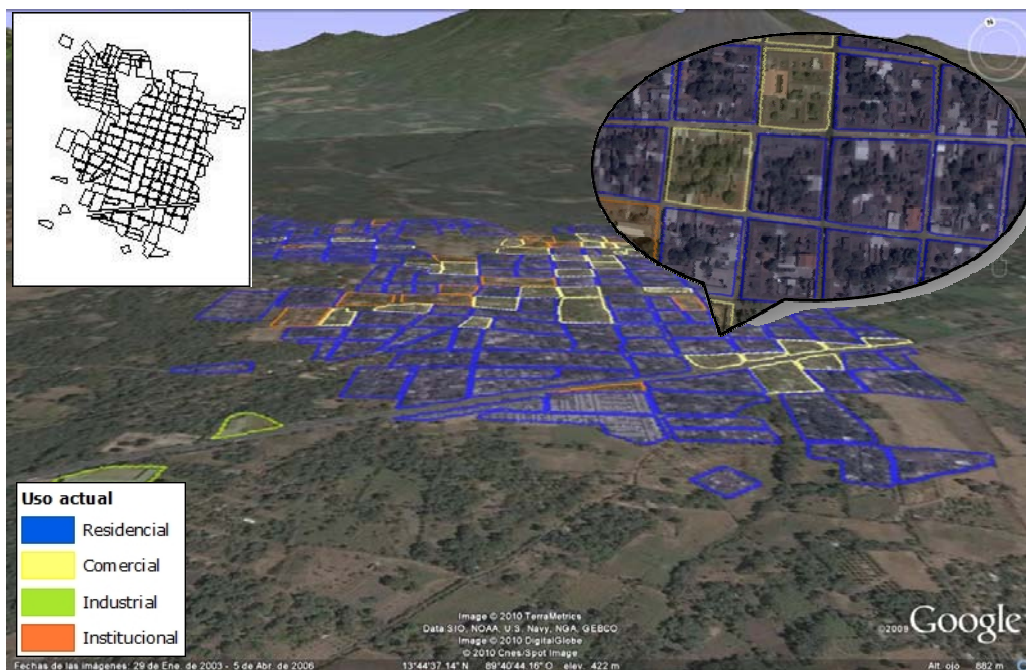 N
Uso actual
Residencial
Comercial
Industrial
Institucional
Image © 2010 TerraMetrics
Data SIO, NOAA, U.S. Navy, NGA, GEBCO
Image © 2010 DigitalGlobe
© 2010 Cnes/Spot Image
©2009 Google
Fechas de las imágenes: 29 de Ene. de 2003 - 5 de Abr. de 2006 13°44'37.14" N 89°40'44.16" O elev. 422 m Alt. ojo 882 m